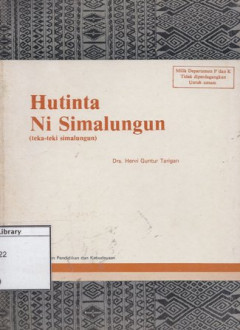 Milik Departemen P dan K
Tidak diperdagangkan
Untuk umum
Hutinta
Ni Simalungun
(teka-teki simalungun)
Drs. Henri Guntur Tarigan
Library
22
Pendidikan dan Kebudayaan